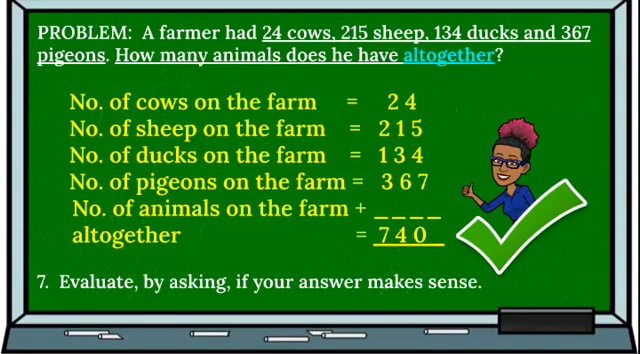 PROBLEM: A farmer had 24 cows, 215 sheep, 134 ducks and 367
pigeons. How many animals does he have altogether?
No. of cows on the farm = 2 4
No. of sheep on the farm = 2 1 5
No. of ducks on the farm = 1 3 4
No. of pigeons on the farm = 3 6 7
No. of animals on the farm + _ _ _ _
altogether = 7 4 0
7. Evaluate, by asking, if your answer makes sense.